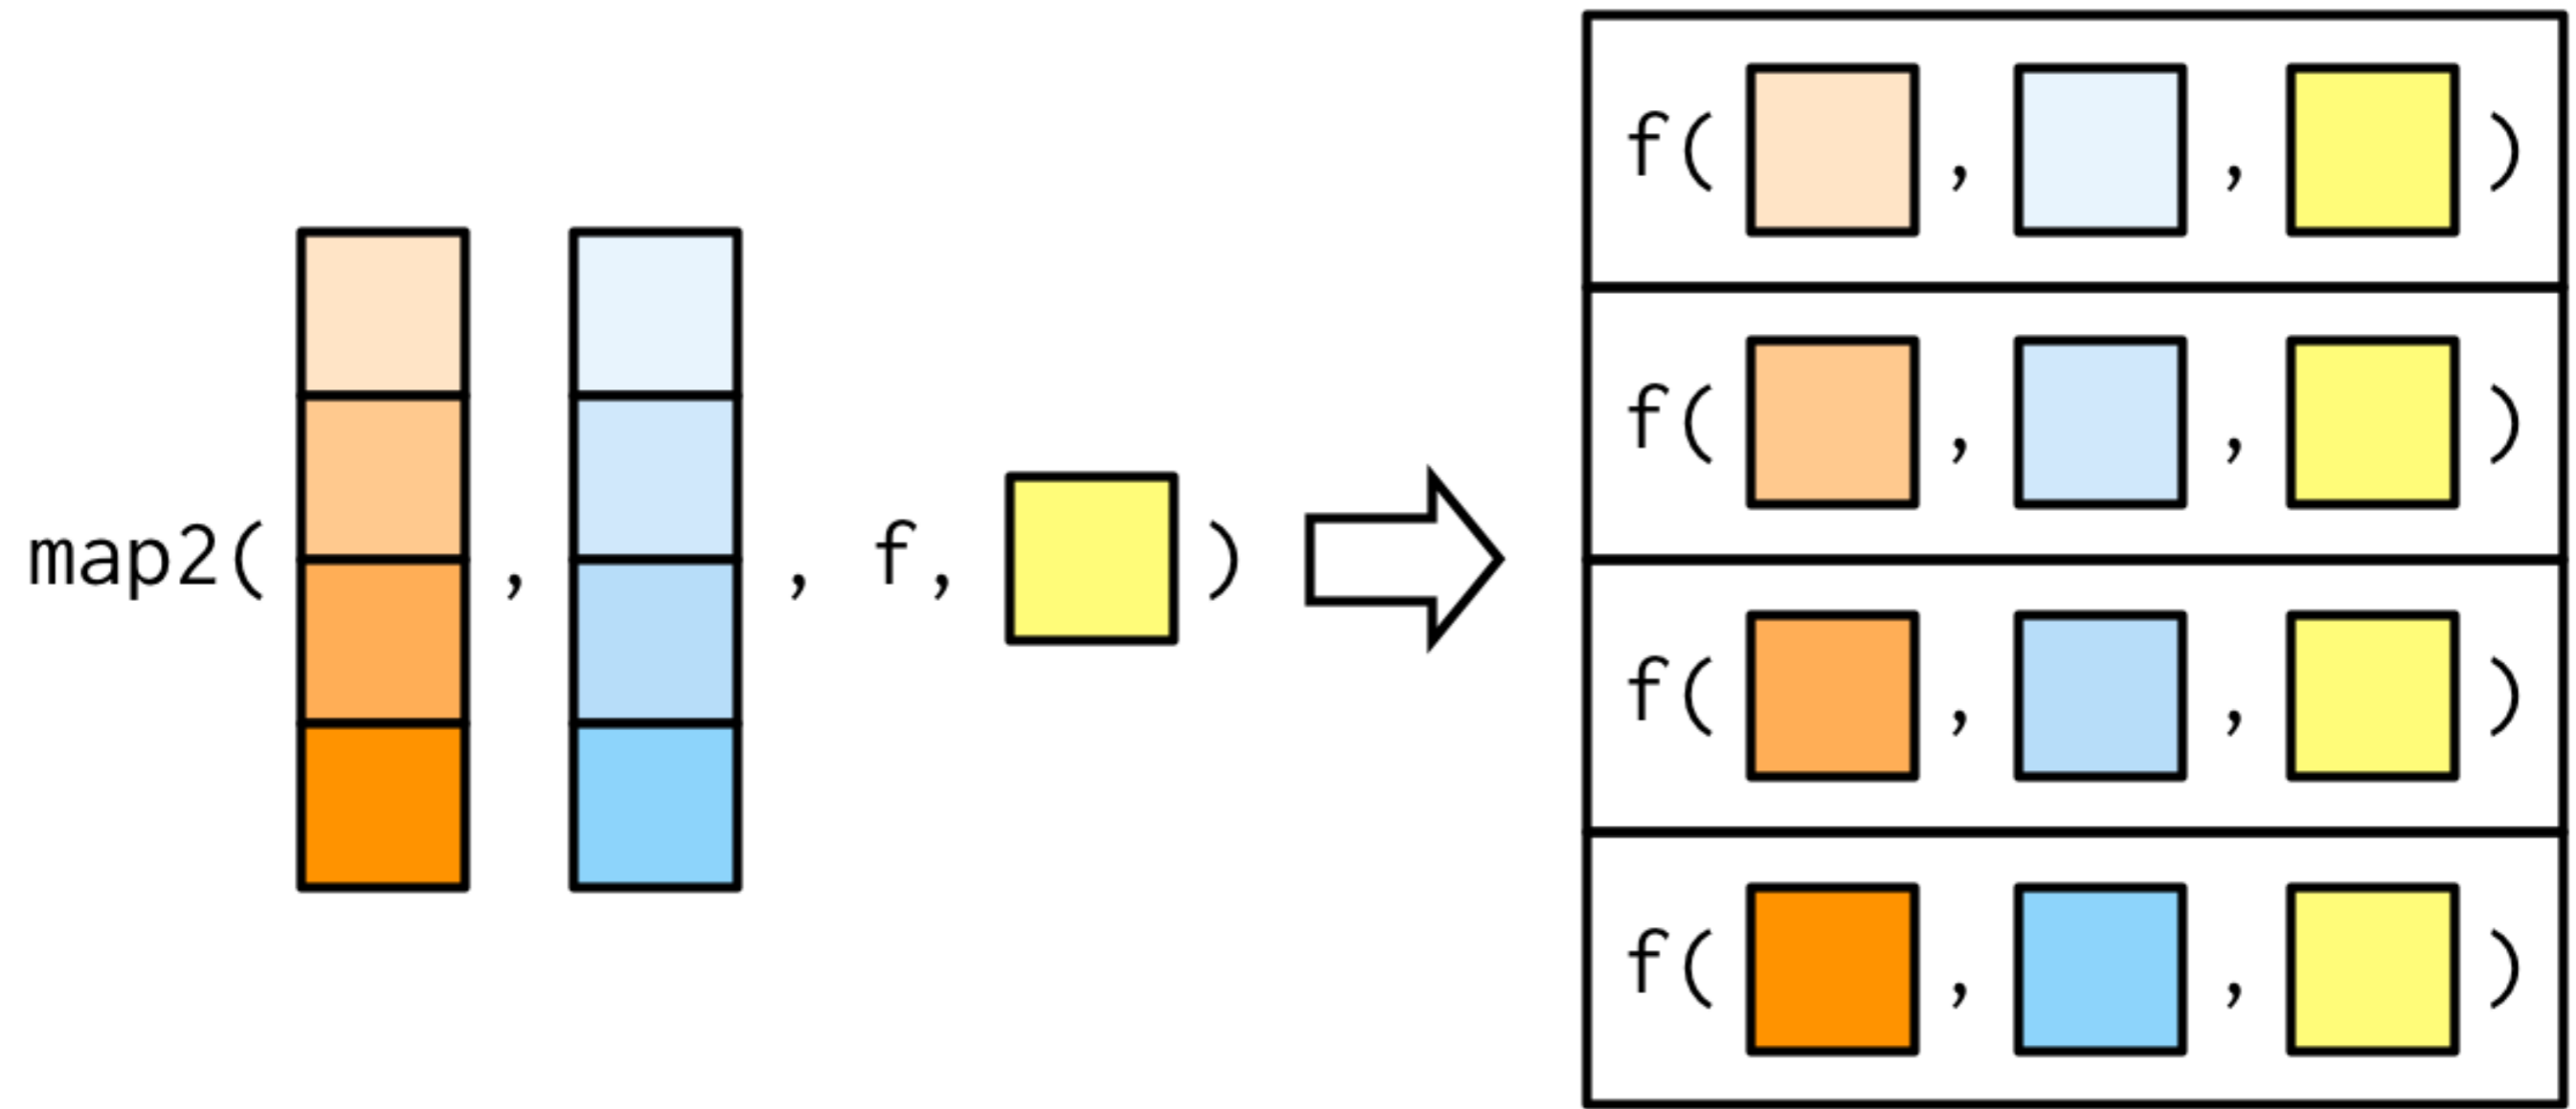 f( , , )
f( , , )
map2( , , f, )
f( , , )
f( , , )